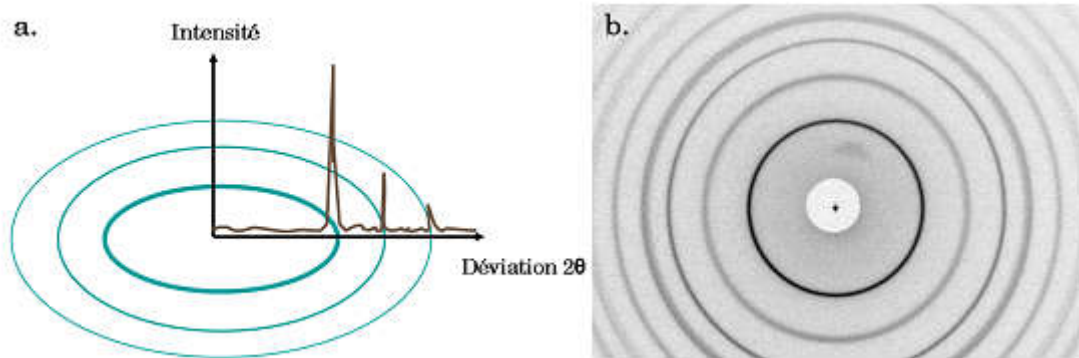 a.
Intensité
Déviation 2θ
b.